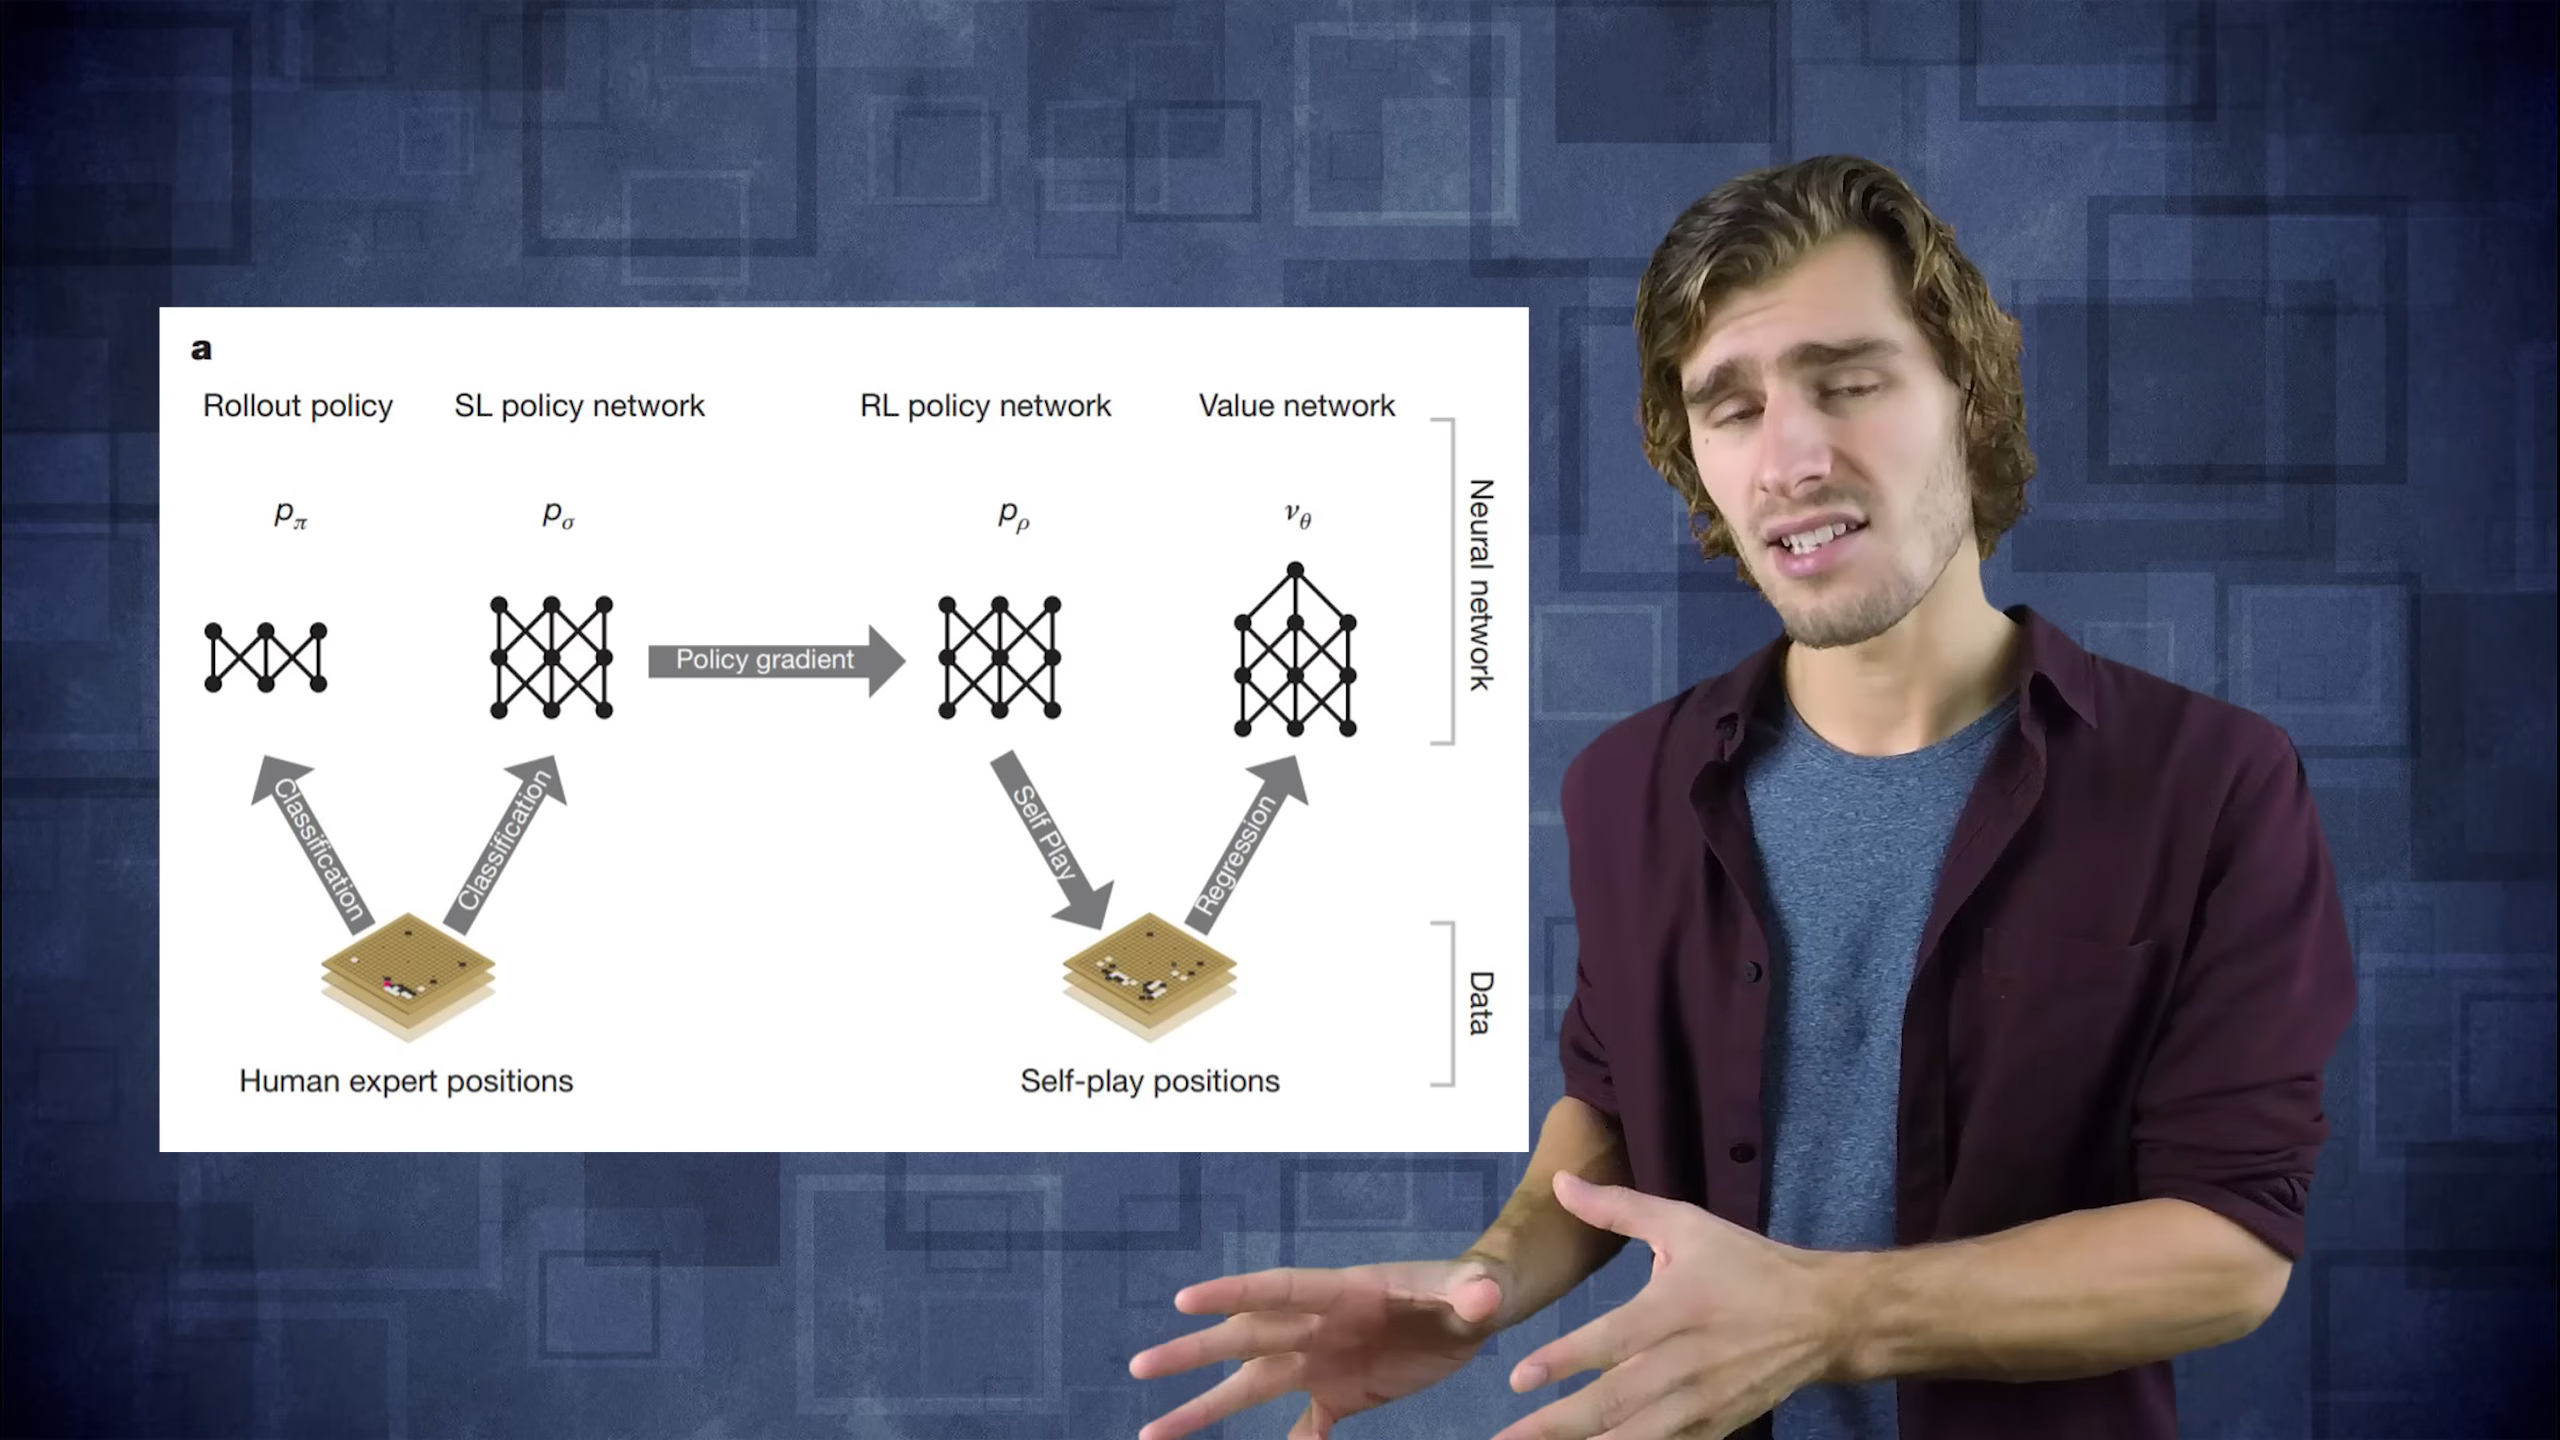 a
Rollout policy
SL policy network
RL policy network
Value network
pπ
pσ
pρ
νθ
Neural network
Policy gradient
Classification
Classification
Self Play
Regression
Data
Human expert positions
Self-play positions